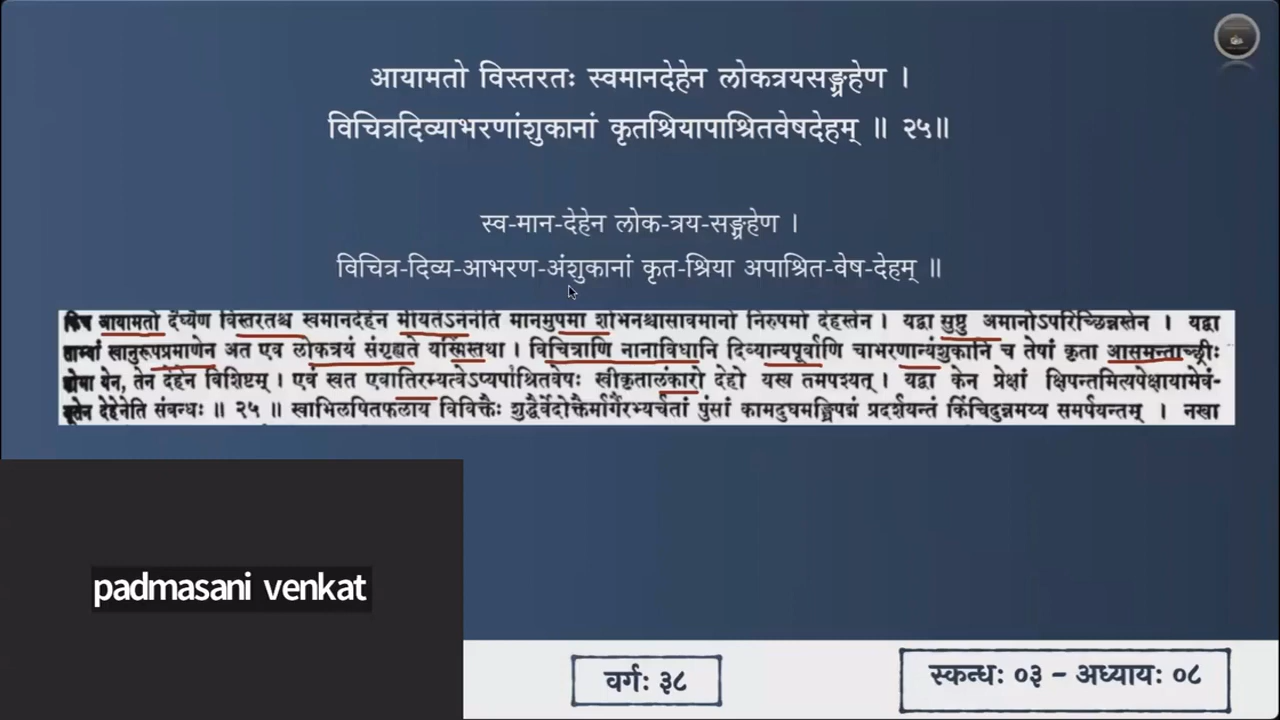 आयामतो विस्तरतः स्वमानदेहेन लोकत्रयसङ्ग्रहेण ।
विचित्रदिव्याभरणांशुकानां कृतश्रियापाश्रितवेषदेहम् ॥ २५॥
स्व-मान-देहेन लोक-त्रय-सङ्ग्रहेण ।
विचित्र-दिव्य-आभरण-अंशुकानां कृत-श्रिया अपाश्रित-वेष-देहम् ॥
किंच आयामतो दैर्घ्येण विस्तरतश्च स्वमानदेहेन मीयतेऽनेनेति मानमुपमा शोभनश्चासावमानो निरुपमो देहस्तेन । यद्वा सुष्ठु अमानोऽपरिच्छिन्नस्तेन । यद्वा
ताभ्यां स्वानुरूपप्रमाणेन अत एव लोकत्रयं संगृह्यते यस्मिंस्तथा । विचित्राणि नानाविधानि दिव्यान्यपूर्वाणि चाभरणान्यंशुकानि च तेषां कृता आसमन्ताच्छ्रीः
शोभा येन, तेन देहेन विशिष्टम् । एवं स्वत एवातिरम्यत्वेऽप्यपाश्रितवेषः स्वीकृतालंकारो देहो यस्य तमपश्यत् । यद्वा केन प्रेक्षां क्षिपन्तमित्यपेक्षायामेवं-
भूतेन देहेनेति संबन्धः ॥ २५ ॥ स्वाभिलषितफलाय विविक्तैः शुद्धैर्वेदोक्तैर्मार्गैरभ्यर्चतां पुंसां कामदुघमङ्घ्रिपद्मं प्रदर्शयन्तं किंचिदुन्नमय्य समर्पयन्तम् । नखा
padmasani venkat
वर्गः ३८
स्कन्धः ०३ - अध्यायः ०८